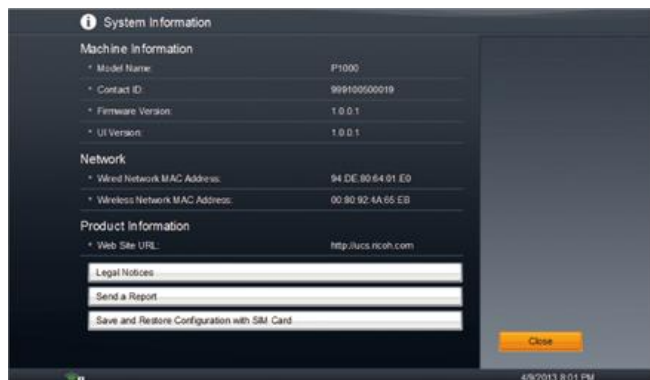 System Information
Machine Information
* Model Name: P1000
* Contact ID: 999100500019
* Firmware Version: 1.0.0.1
* UI Version: 1.0.0.1
Network
* Wired Network MAC Address: 94.DE.80.64.01.E0
* Wireless Network MAC Address: 00.80.92.4A.65.EB
Product Information
* Web Site URL: http://ucs.ricoh.com
Legal Notices
Send a Report
Save and Restore Configuration with SIM Card
Close
4/9/2013 8:01 PM